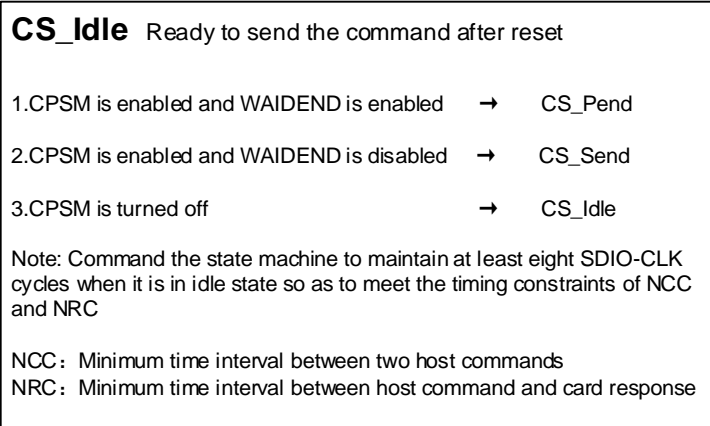 CS_Idle Ready to send the command after reset
1.CPSM is enabled and WAIDEND is enabled → CS_Pend
2.CPSM is enabled and WAIDEND is disabled → CS_Send
3.CPSM is turned off → CS_Idle
Note: Command the state machine to maintain at least eight SDIO-CLK
cycles when it is in idle state so as to meet the timing constraints of NCC
and NRC
NCC：Minimum time interval between two host commands
NRC：Minimum time interval between host command and card response